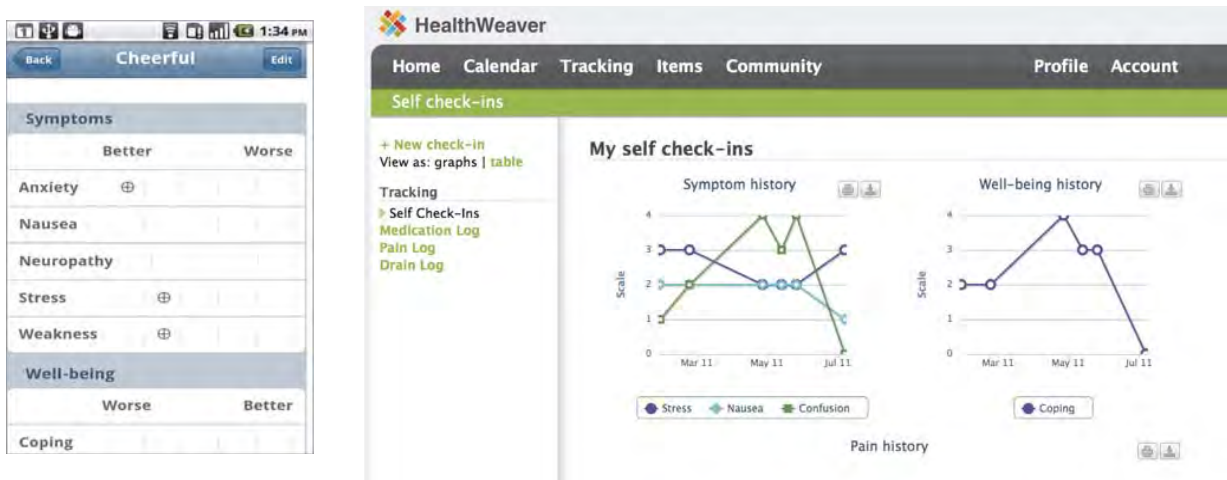 1:34 PM
Back Cheerful Edit
Symptoms
Better Worse
Anxiety
Nausea
Neuropathy
Stress
Weakness
Well-being
Worse Better
Coping
HealthWeaver
Home Calendar Tracking Items Community Profile Account
Self check-ins
+ New check-in
View as: graphs | table
Tracking
Self Check-Ins
Medication Log
Pain Log
Drain Log
My self check-ins
Symptom history
4
3
2
1
0
Scale
Mar 11 May 11 Jul 11
Stress Nausea Confusion
Well-being history
4
3
2
1
0
Scale
Mar 11 May 11 Jul 11
Coping
Pain history